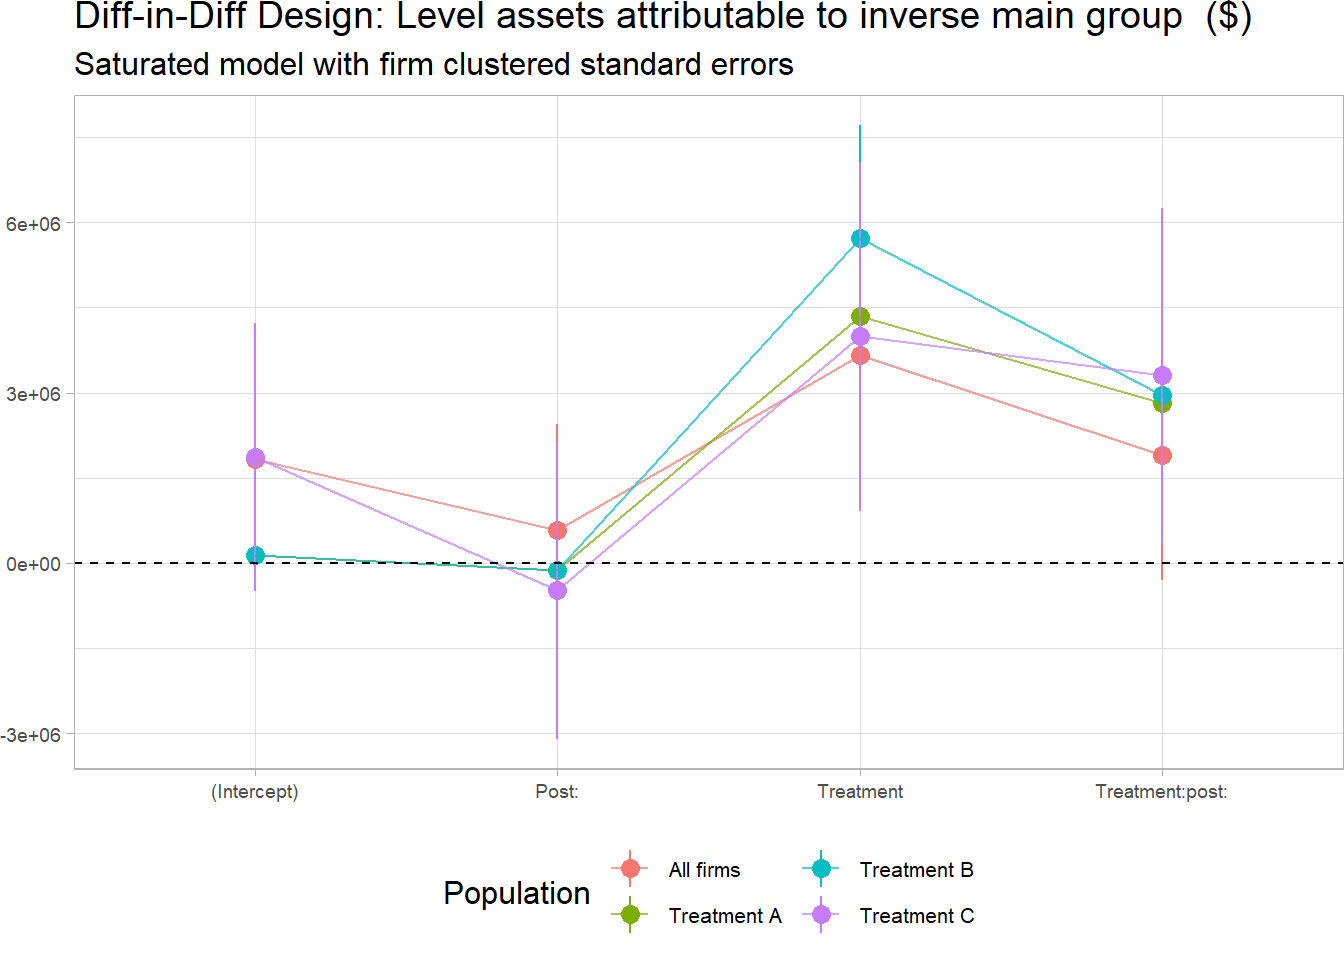 Diff-in-Diff Design: Level assets attributable to inverse main group  ($)
Saturated model with firm clustered standard errors
6e+06
3e+06
0e+00
-3e+06
(Intercept)
Post:
Treatment
Treatment:post:
Population
All firms
Treatment B
Treatment A
Treatment C